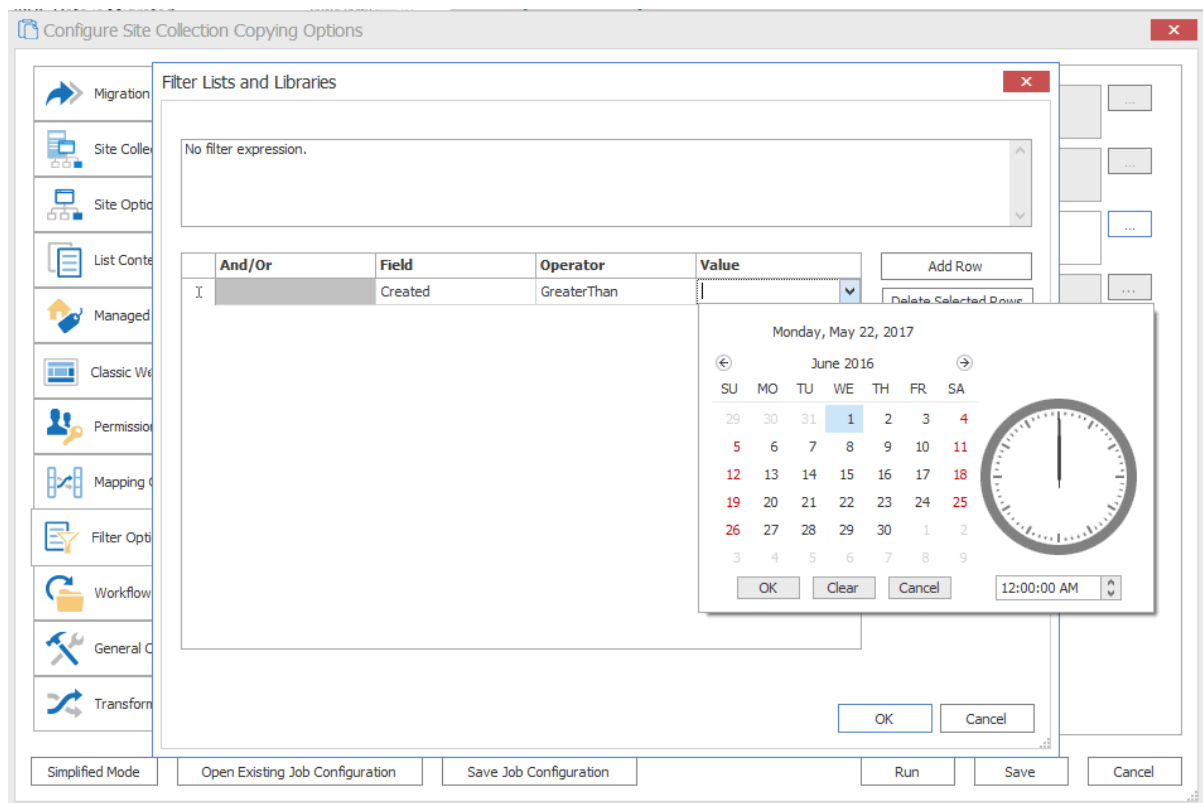 Configure Site Collection Copying Options
Migration
Site Colle
Site Optio
List Conte
Managed
Classic We
Permission
Mapping
Filter Opti
Workflow
General
Transform
Filter Lists and Libraries
No filter expression.
And/Or Field Operator Value
Created GreaterThan
Add Row
Delete Selected Rows
Monday, May 22, 2017
June 2016
SU MO TU WE TH FR SA
29 30 31 1 2 3 4
5 6 7 8 9 10 11
12 13 14 15 16 17 18
19 20 21 22 23 24 25
26 27 28 29 30 1 2
3 4 5 6 7 8 9
OK Clear Cancel 12:00:00 AM
OK Cancel
... 
...
...
...
Simplified Mode Open Existing Job Configuration Save Job Configuration Run Save Cancel